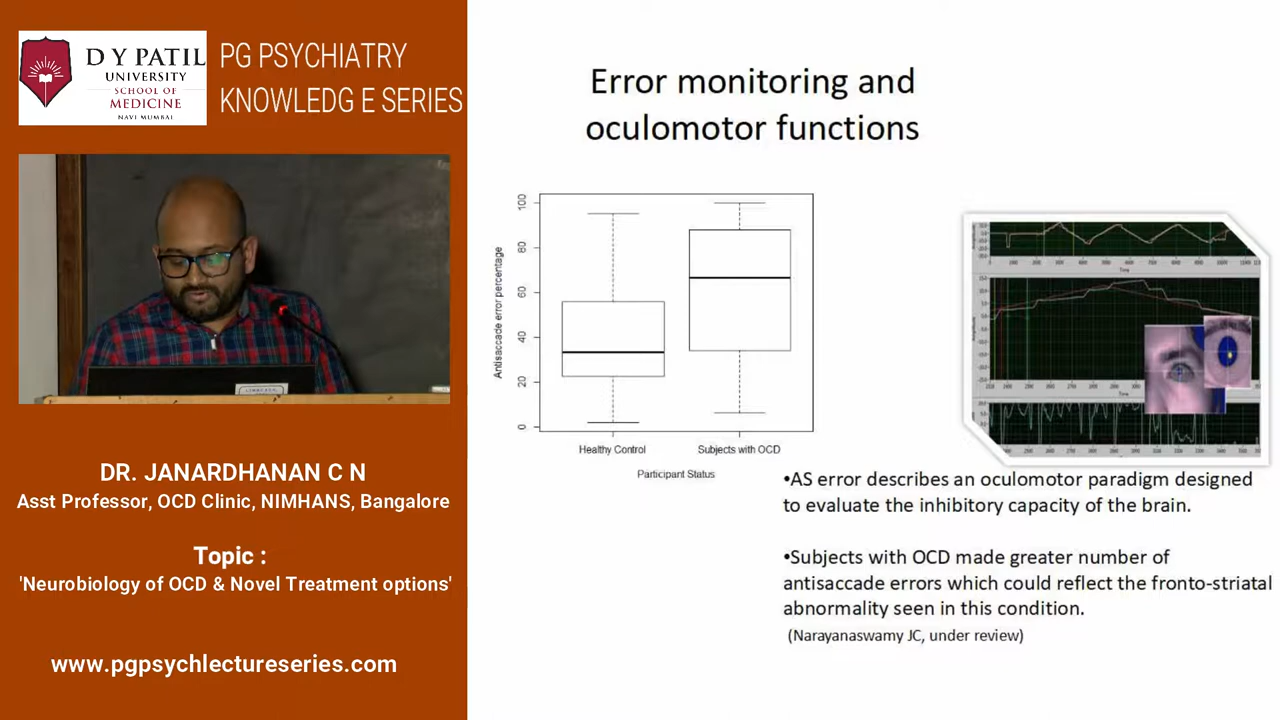 D Y PATIL
UNIVERSITY
SCHOOL OF
MEDICINE
NAVI MUMBAI
PG PSYCHIATRY
KNOWLEDG E SERIES
DR. JANARDHANAN C N
Asst Professor, OCD Clinic, NIMHANS, Bangalore
Topic :
'Neurobiology of OCD & Novel Treatment options'
www.pgpsychlectureseries.com
Error monitoring and
oculomotor functions
Antisaccade error percentage
100
80
60
40
20
0
Healthy Control
Subjects with OCD
Participant Status
Time
Time
•AS error describes an oculomotor paradigm designed
to evaluate the inhibitory capacity of the brain.
•Subjects with OCD made greater number of
antisaccade errors which could reflect the fronto-striatal
abnormality seen in this condition.
(Narayanaswamy JC, under review)